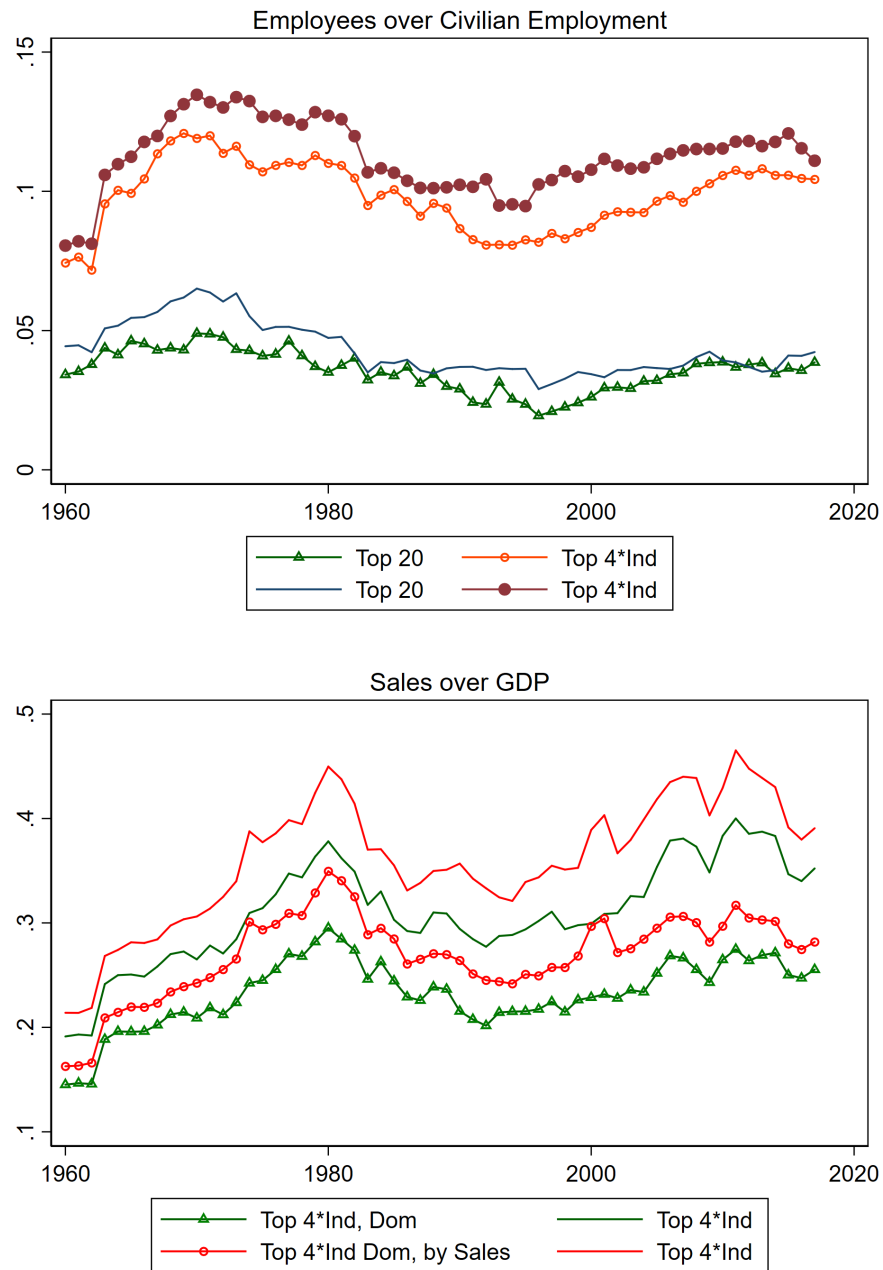 Employees over Civilian Employment
.15
.1
.05
0
1960 1980 2000 2020
Top 20 Top 4*Ind
Top 20 Top 4*Ind
Sales over GDP
.5
.4
.3
.2
.1
1960 1980 2000 2020
Top 4*Ind, Dom Top 4*Ind
Top 4*Ind Dom, by Sales Top 4*Ind